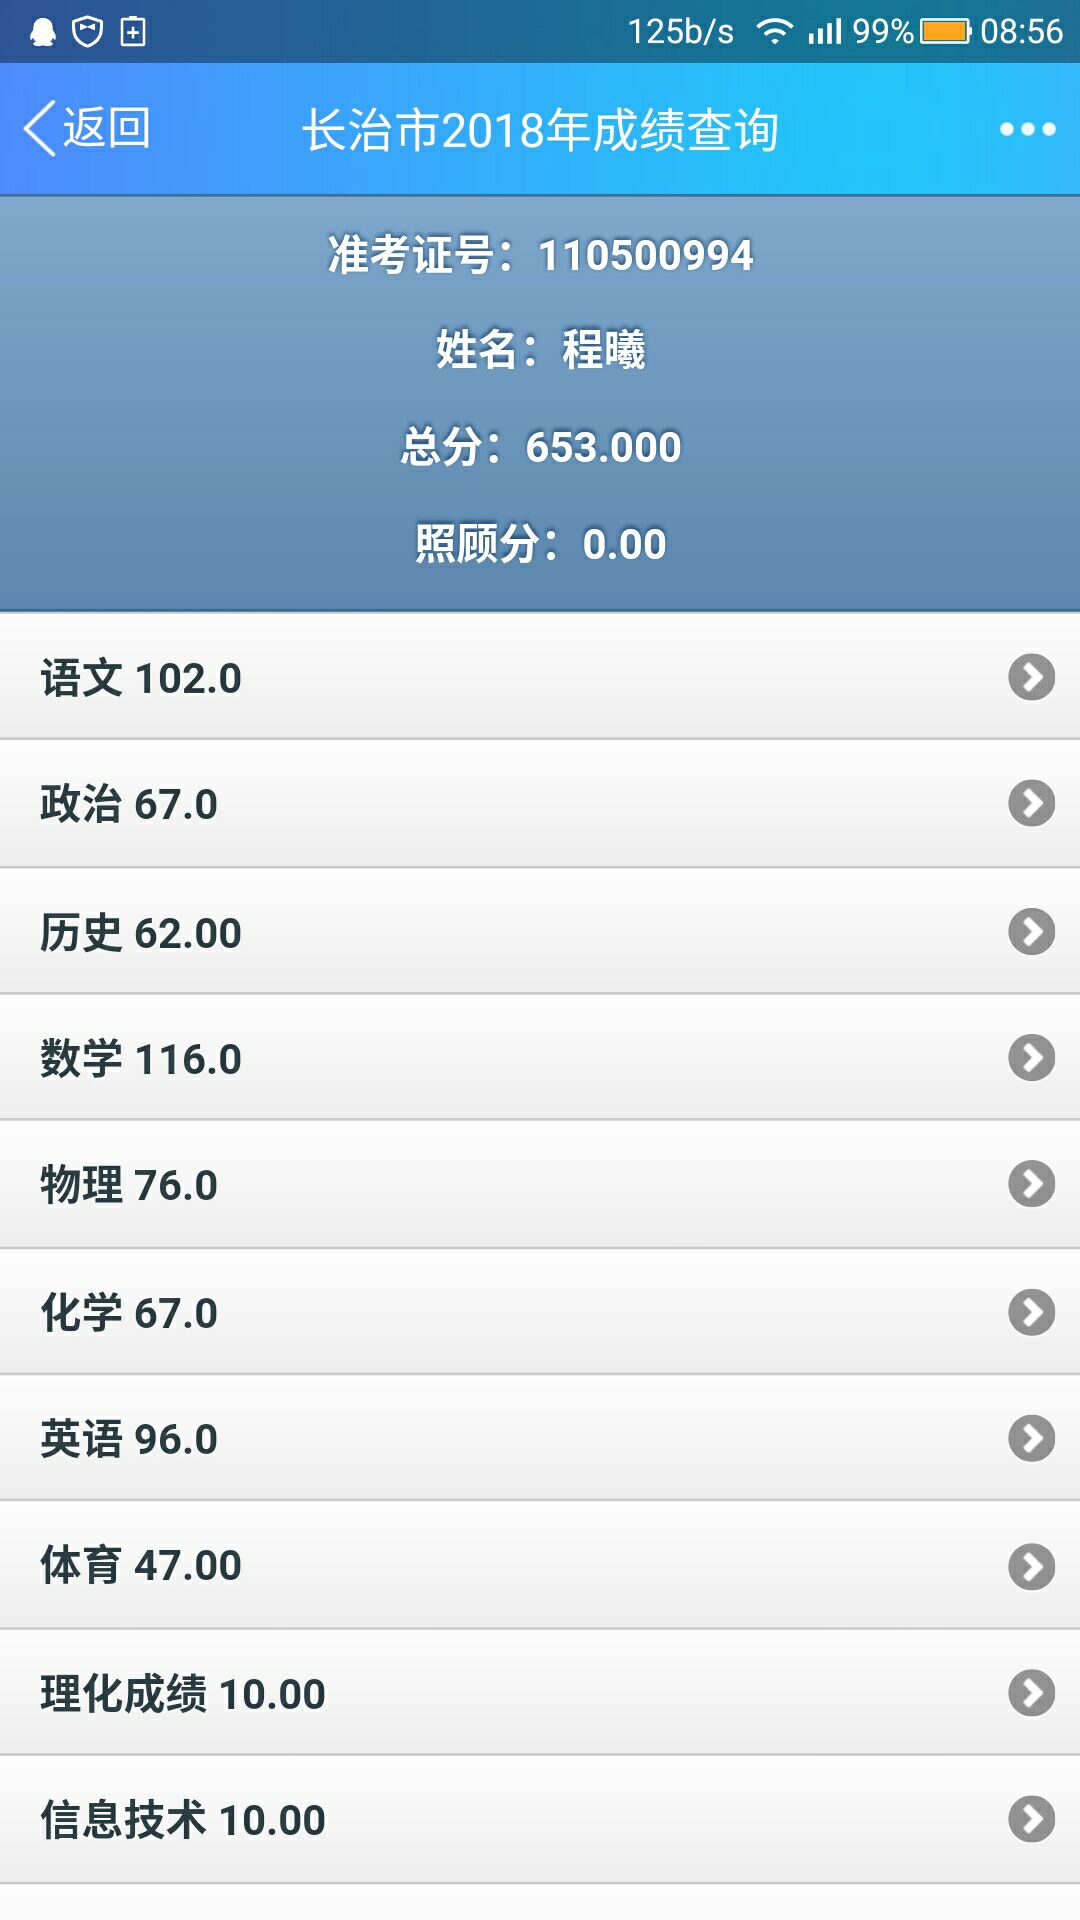 125b/s 99% 08:56
返回 长治市2018年成绩查询
准考证号：110500994
姓名：程曦
总分：653.000
照顾分：0.00
语文 102.0
政治 67.0
历史 62.00
数学 116.0
物理 76.0
化学 67.0
英语 96.0
体育 47.00
理化成绩 10.00
信息技术 10.00